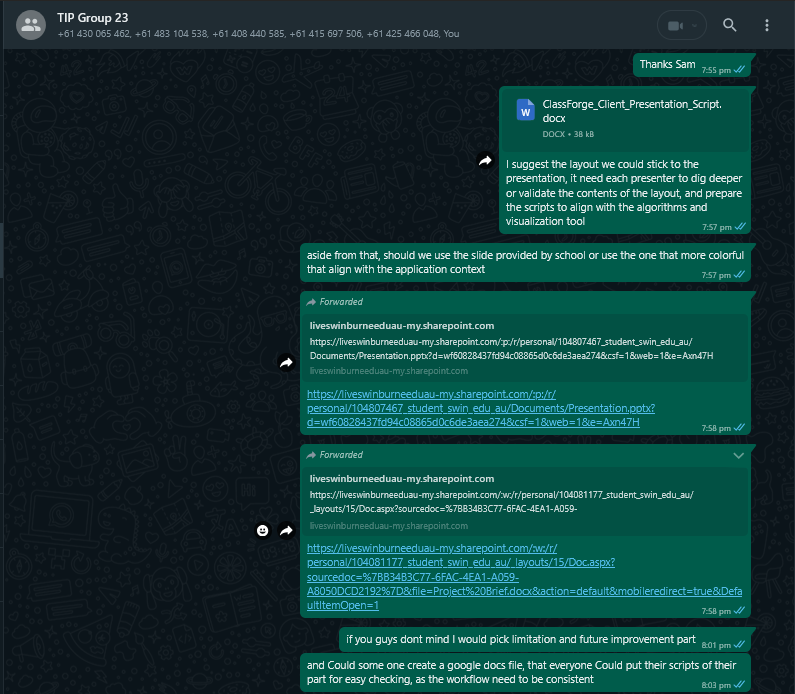 TIP Group 23
+61 430 065 462, +61 483 104 538, +61 408 440 585, +61 415 697 506, +61 425 466 048, You
Thanks Sam
7:55 pm
ClassForge_Client_Presentation_Script.
docx
W
DOCX • 38 kB
I suggest the layout we could stick to the
presentation, it need each presenter to dig deeper
or validate the contents of the layout, and prepare
the scripts to align with the algorithms and
visualization tool
7:57 pm
aside from that, should we use the slide provided by school or use the one that more colorful
that align with the application context
7:57 pm
Forwarded
liveswinburneeduau-my.sharepoint.com
https://liveswinburneeduau-my.sharepoint.com/:p:/r/personal/104807467_student_swin_edu_au/
Documents/Presentation.pptx?d=wf60828437fd94c08865d0c6de3aea274&csf=1&web=1&e=Axn47H
liveswinburneeduau-my.sharepoint.com
https://liveswinburneeduau-my.sharepoint.com/:p:/r/
personal/104807467_student_swin_edu_au/Documents/Presentation.pptx?
d=wf60828437fd94c08865d0c6de3aea274&csf=1&web=1&e=Axn47H
7:58 pm
Forwarded
liveswinburneeduau-my.sharepoint.com
https://liveswinburneeduau-my.sharepoint.com/:w:/r/personal/104081177_student_swin_edu_au/
_layouts/15/Doc.aspx?sourcedoc=%7BB34B3C77-6FAC-4EA1-A059-
liveswinburneeduau-my.sharepoint.com
https://liveswinburneeduau-my.sharepoint.com/:w:/r/
personal/104081177_student_swin_edu_au/_layouts/15/Doc.aspx?
sourcedoc=%7BB34B3C77-6FAC-4EA1-A059-
A8050DCD2192%7D&file=Project%20Brief.docx&action=default&mobileredirect=true&Defa
ultItemOpen=1
7:58 pm
if you guys dont mind I would pick limitation and future improvement part
8:01 pm
and Could some one create a google docs file, that everyone Could put their scripts of their
part for easy checking, as the workflow need to be consistent
8:03 pm